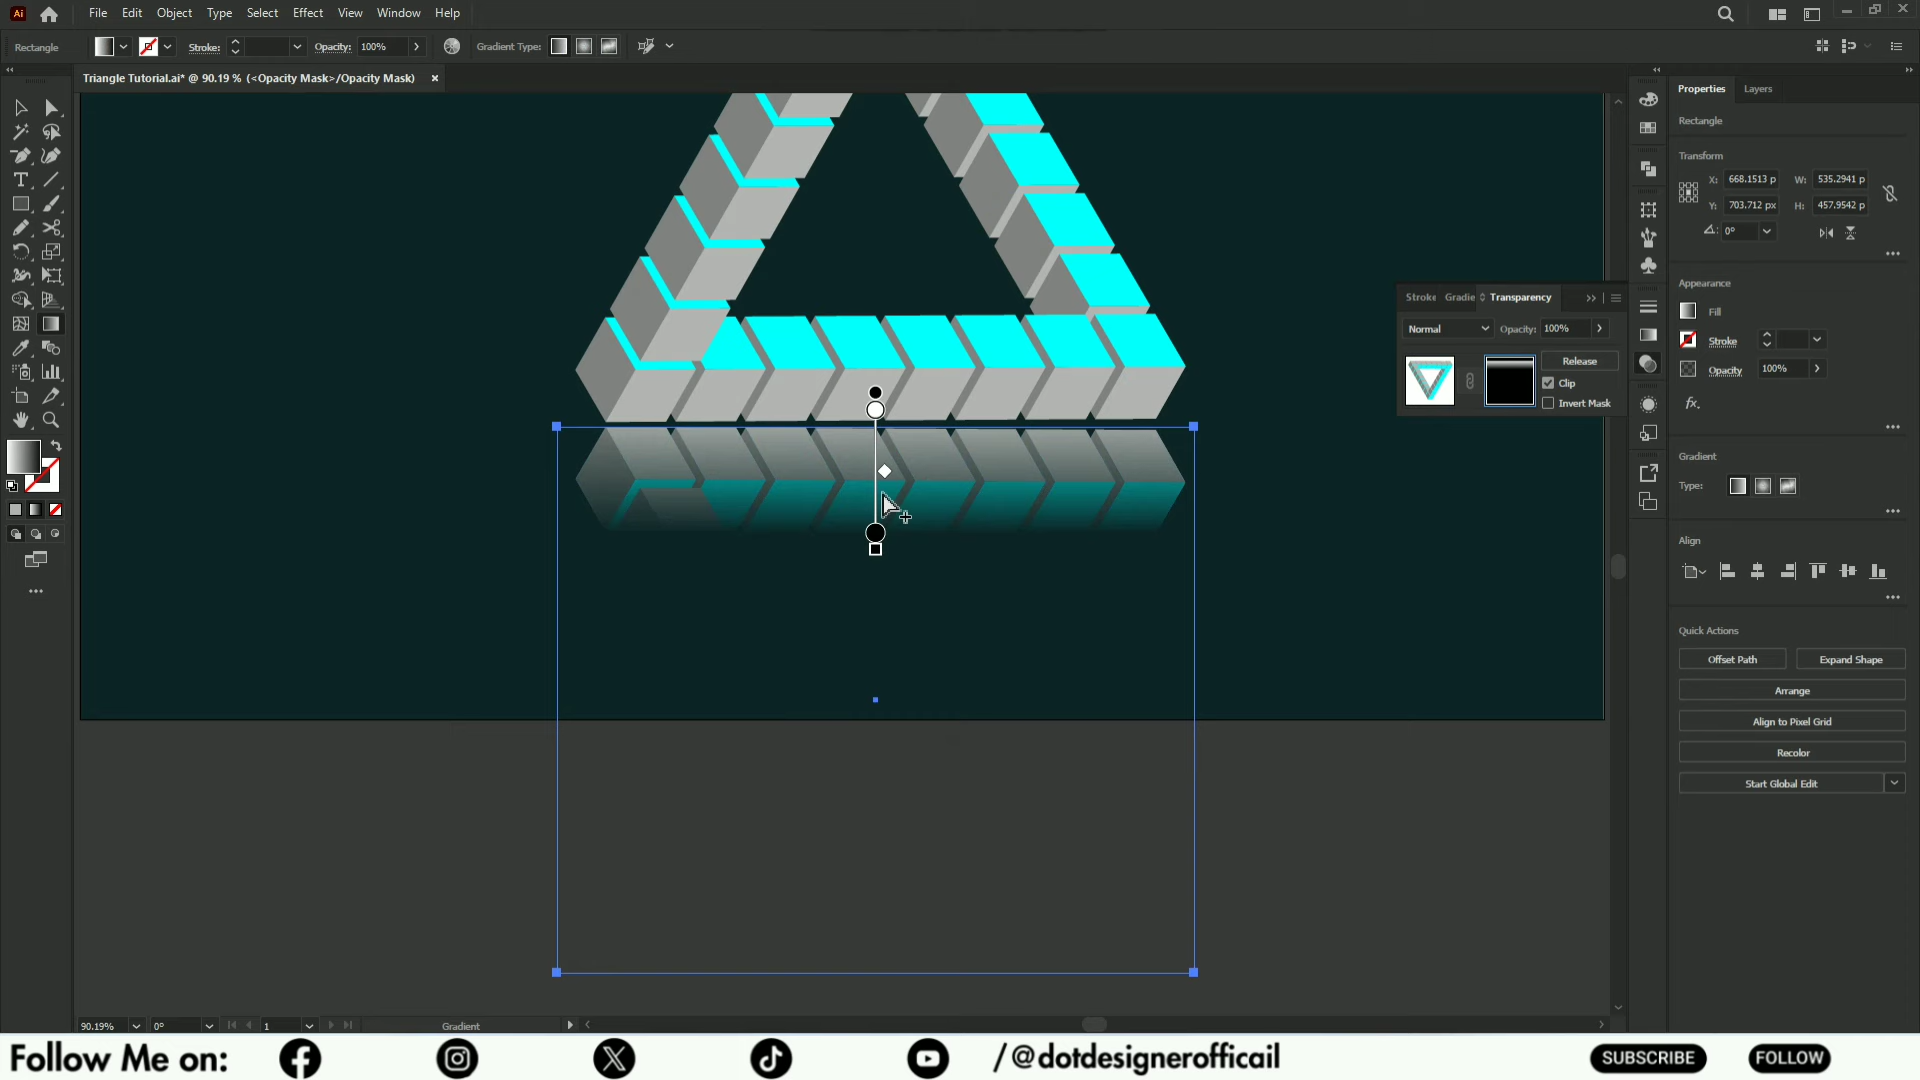 Ai File Edit Object Type Select Effect View Window Help
Rectangle Stroke: Opacity: 100% Gradient Type:
Triangle Tutorial.ai* @ 90.19 % (<Opacity Mask>/Opacity Mask)
Properties Layers
Rectangle
Transform
X: 668.1513 p W: 535.2941 p
Y: 703.712 px H: 457.9542 p
0°
Appearance
Fill
Stroke
Opacity 100%
fx.
Gradient
Type:
Align
Quick Actions
Offset Path Expand Shape
Arrange
Align to Pixel Grid
Recolor
Start Global Edit
Stroke Gradie Transparency
Normal Opacity: 100%
Release
Clip
Invert Mask
90.19% 0° 1 Gradient
Follow Me on: /@dotdesignerofficail SUBSCRIBE FOLLOW